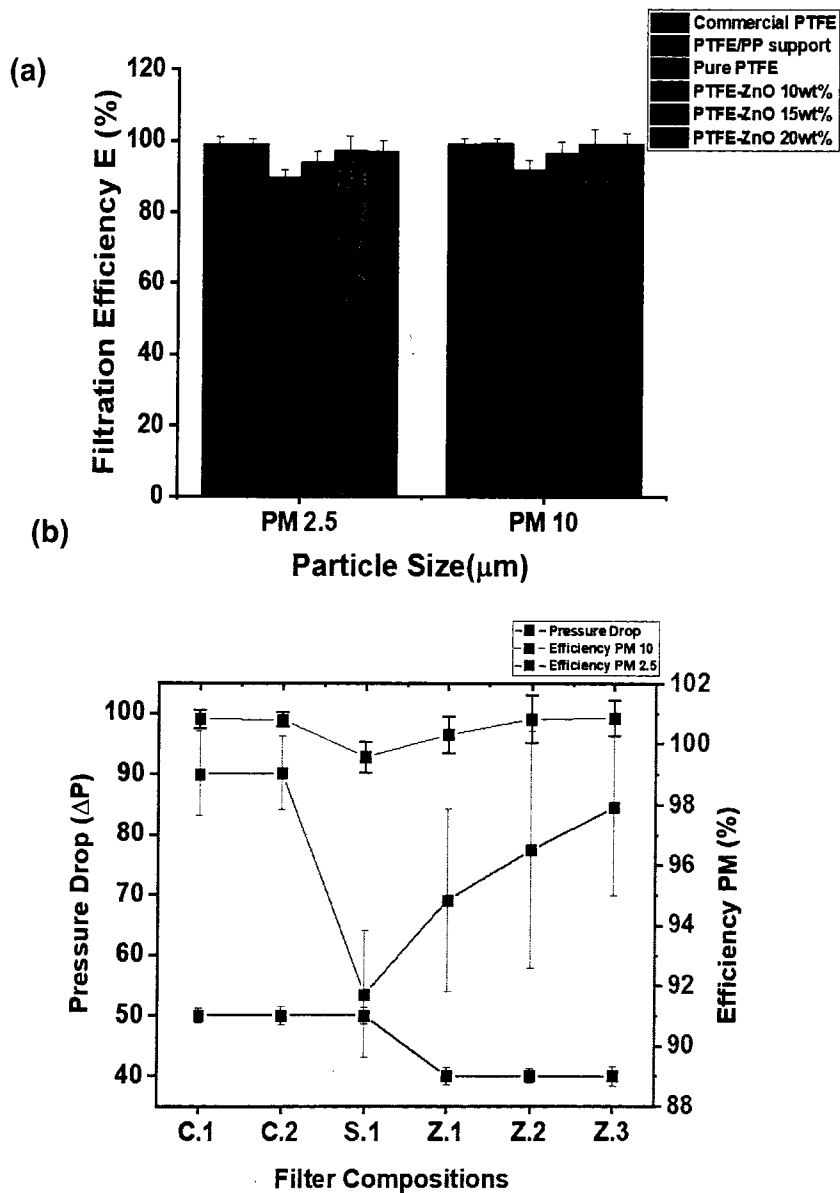 Commercial PTFE
PTFE/PP support
Pure PTFE
PTFE-ZnO 10wt%
PTFE-ZnO 15wt%
PTFE-ZnO 20wt%
(a)
Filtration Efficiency E (%)
120
100
80
60
40
20
0
PM 2.5
PM 10
Particle Size(μm)
(b)
Pressure Drop
Efficiency PM 10
Efficiency PM 2.5
Pressure Drop (ΔP)
100
90
80
70
60
50
40
102
100
98
96
94
92
90
88
Efficiency PM (%)
C.1
C.2
S.1
Z.1
Z.2
Z.3
Filter Compositions